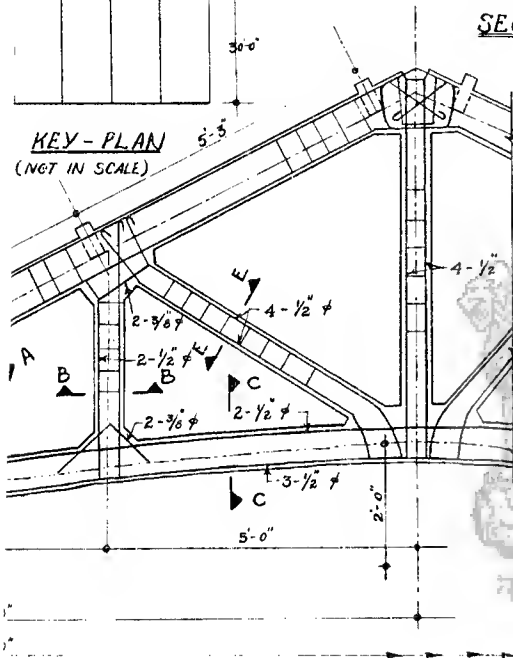 SEC
30'-0"
KEY-PLAN
(NOT IN SCALE)
5'-3"
E
4-½" φ
4-½"
2-⅜" φ
A
2-½" φ
E
B
B
C
2-½" φ
2-⅜" φ
3-½" φ
C
2'-0"
5'-0"